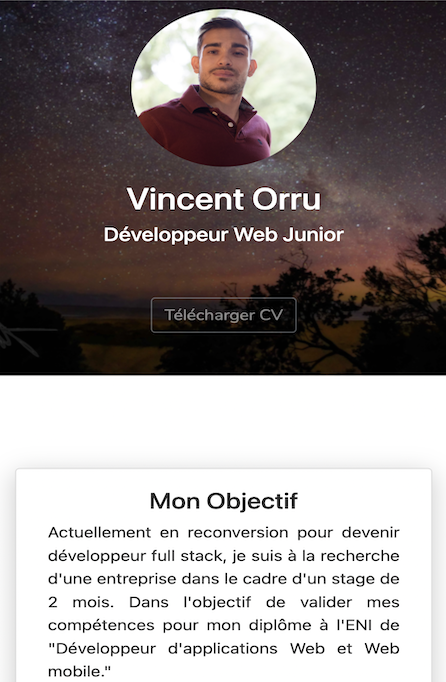 Vincent Orru
Développeur Web Junior
Télécharger CV
Mon Objectif
Actuellement en reconversion pour devenir
développeur full stack, je suis à la recherche
d'une entreprise dans le cadre d'un stage de
2 mois. Dans l'objectif de valider mes
compétences pour mon diplôme à l'ENI de
"Développeur d'applications Web et Web
mobile."